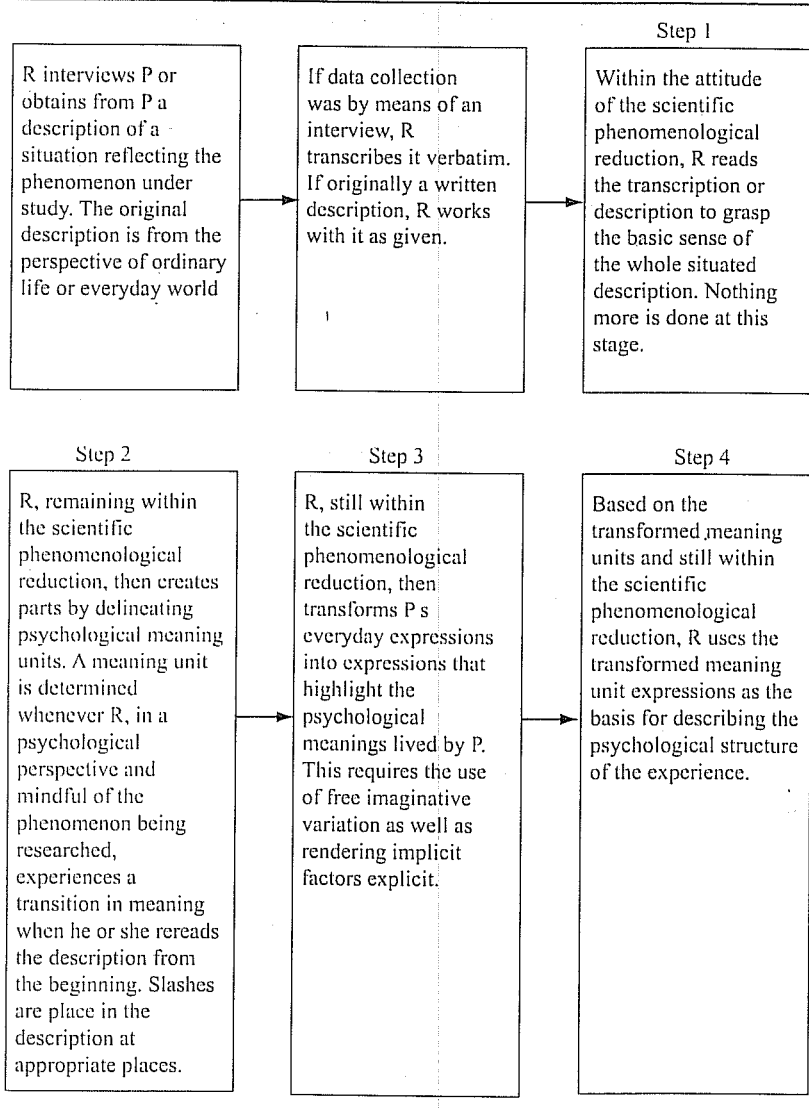 Step 1
R interviews P or
obtains from P a
description of a
situation reflecting the
phenomenon under
study. The original
description is from the
perspective of ordinary
life or everyday world
If data collection
was by means of an
interview, R
transcribes it verbatim.
If originally a written
description, R works
with it as given.
Within the attitude
of the scientific
phenomenological
reduction, R reads
the transcription or
description to grasp
the basic sense of
the whole situated
description. Nothing
more is done at this
stage.
Step 2
R, remaining within
the scientific
phenomenological
reduction, then creates
parts by delineating
psychological meaning
units. A meaning unit
is determined
whenever R, in a
psychological
perspective and
mindful of the
phenomenon being
researched,
experiences a
transition in meaning
when he or she rereads
the description from
the beginning. Slashes
are place in the
description at
appropriate places.
Step 3
R, still within
the scientific
phenomenological
reduction, then
transforms P s
everyday expressions
into expressions that
highlight the
psychological
meanings lived by P.
This requires the use
of free imaginative
variation as well as
rendering implicit
factors explicit.
Step 4
Based on the
transformed meaning
units and still within
the scientific
phenomenological
reduction, R uses the
transformed meaning
unit expressions as the
basis for describing the
psychological structure
of the experience.